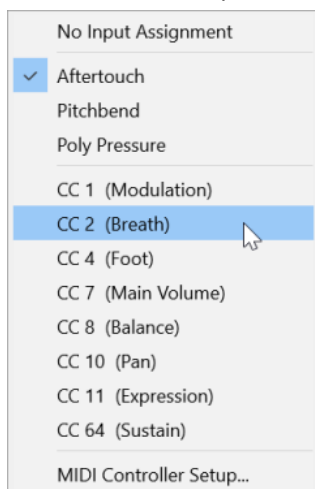 No Input Assignment
Aftertouch
Pitchbend
Poly Pressure
CC 1 (Modulation)
CC 2 (Breath)
CC 4 (Foot)
CC 7 (Main Volume)
CC 8 (Balance)
CC 10 (Pan)
CC 11 (Expression)
CC 64 (Sustain)
MIDI Controller Setup...